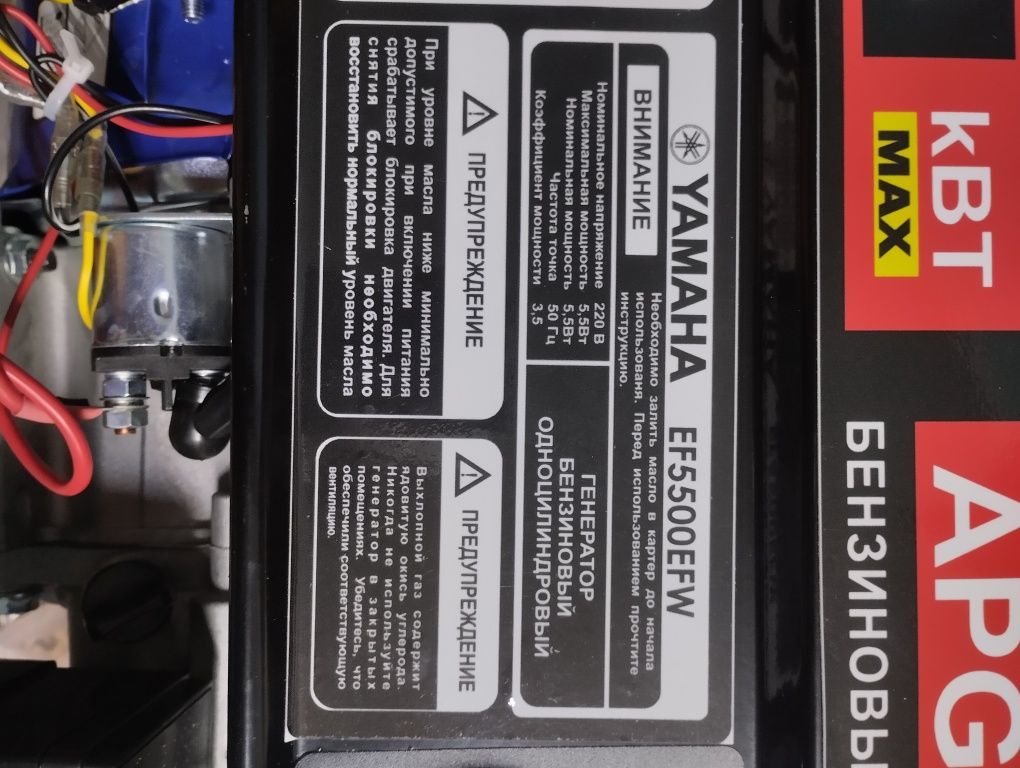 YAMAHA EF5500EFW
ВНИМАНИЕ
Необходимо залить масло в картер до начала
использованя. Перед использованием прочтите
инструкцию.
Номинальное напряжение 220 В
Максимальная мощность 5,5Вт
Номинальная мощность 5,5Вт
Частота точка 50 Гц
Коэффициент мощности 3,5
ГЕНЕРАТОР
БЕНЗИНОВЫЙ
ОДНОЦИЛИНДРОВЫЙ
ПРЕДУПРЕЖДЕНИЕ
При уровне масла ниже минимально
допустимого при включении питания
срабатывает блокировка двигателя. Для
снятия блокировки необходимо
восстановить нормальный уровень масла
ПРЕДУПРЕЖДЕНИЕ
Выхлопной газ содержит
ядовитую окись углерода.
Никогда не используйте
генератор в закрытых
помещениях. Убедитесь, что
обеспечили соответствующую
вентиляцию.
кВТ
MAX
APG
БЕНЗИНОВЫ